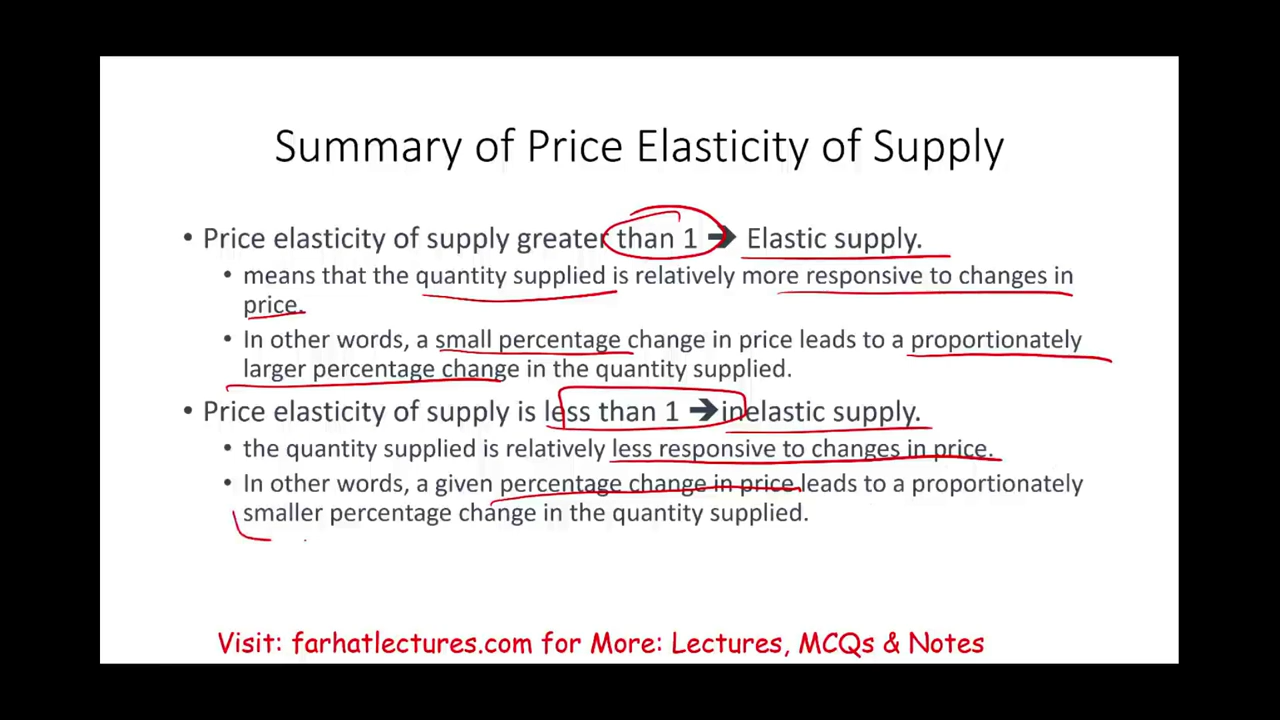 Summary of Price Elasticity of Supply
• Price elasticity of supply greater than 1 ➔ Elastic supply.
• means that the quantity supplied is relatively more responsive to changes in
price.
• In other words, a small percentage change in price leads to a proportionately
larger percentage change in the quantity supplied.
• Price elasticity of supply is less than 1 ➔inelastic supply.
• the quantity supplied is relatively less responsive to changes in price.
• In other words, a given percentage change in price leads to a proportionately
smaller percentage change in the quantity supplied.
Visit: farhatlectures.com for More: Lectures, MCQs & Notes